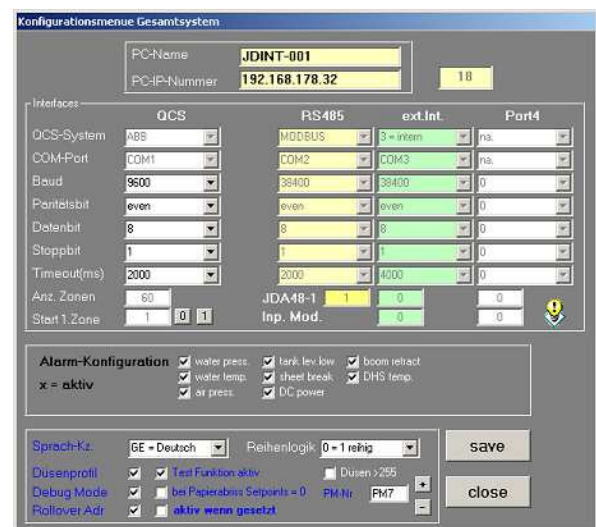 Konfigurationsmenue Gesamtsystem
PC-Name JDINT-001
PC-IP-Nummer 192.168.178.32 18
Interfaces
QCS RS485 ext.Int. Port4
QCS-System ABB MODBUS 3 = intern na.
COM-Port COM1 COM2 COM3 na.
Baud 9600 38400 38400 0
Paritätsbit even even even 0
Datenbit 8 8 8 0
Stoppbit 1 1 1 0
Timeout(ms) 2000 2000 4000 0
Anz. Zonen 60 JDA48-1 1 0 0
Start 1.Zone 1 0 1 Inp. Mod. 0 0
Alarm-Konfiguration water press. tank lev.low boom retract
x = aktiv water temp. sheet break DHS temp.
air press. DC power
Sprach-Kz. GE = Deutsch Reihenlogik 0 = 1 reihig save
Düsenprofil Test Funktion aktiv Düsen >255
Debug Mode bei Papierabriss Setpoints = 0 PM-Nr PM7 + close
Rollover Adr aktiv wenn gesetzt -